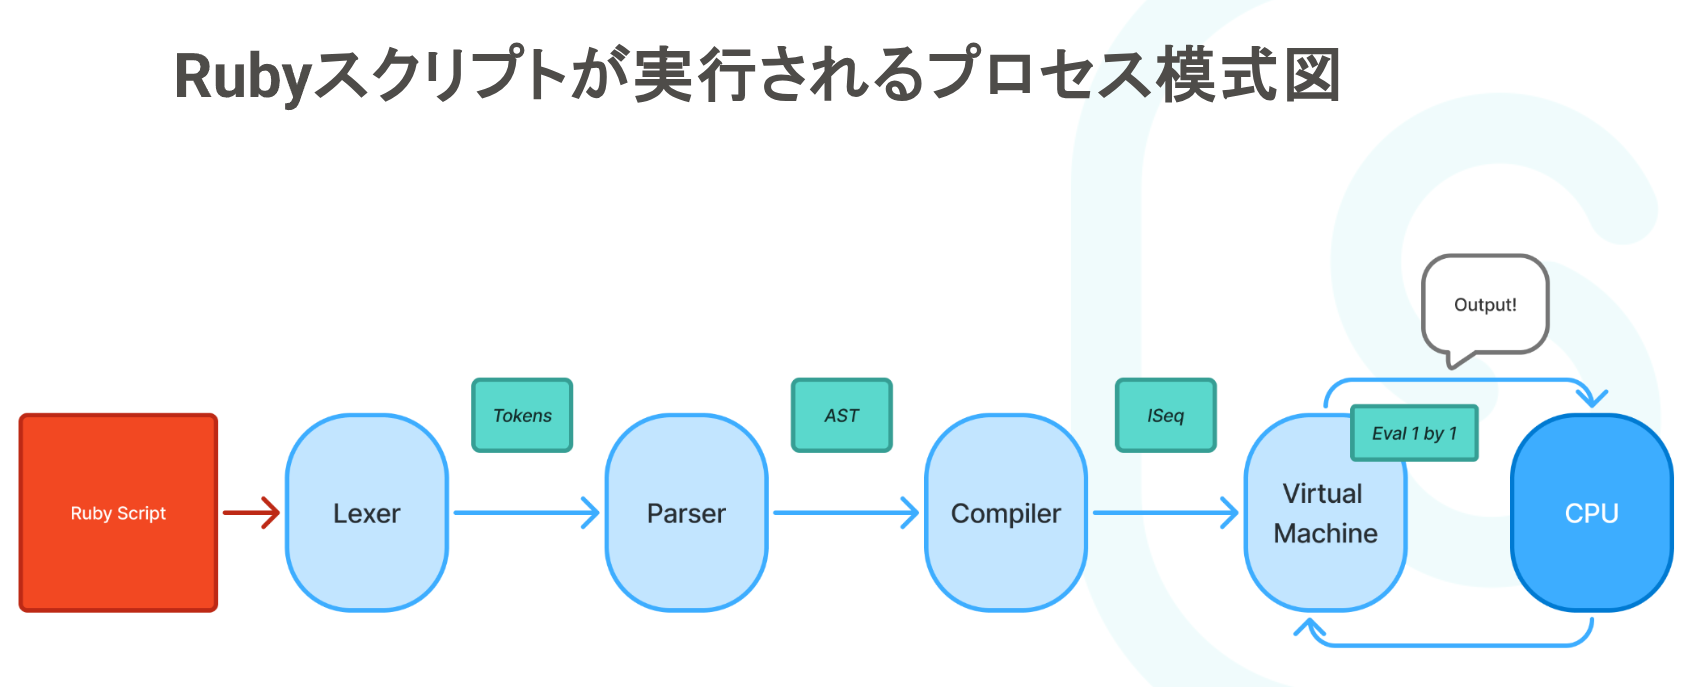 Rubyスクリプトが実行されるプロセス模式図
Output!
Tokens
AST
ISeq
Eval 1 by 1
Ruby Script
Lexer
Parser
Compiler
Virtual
Machine
CPU